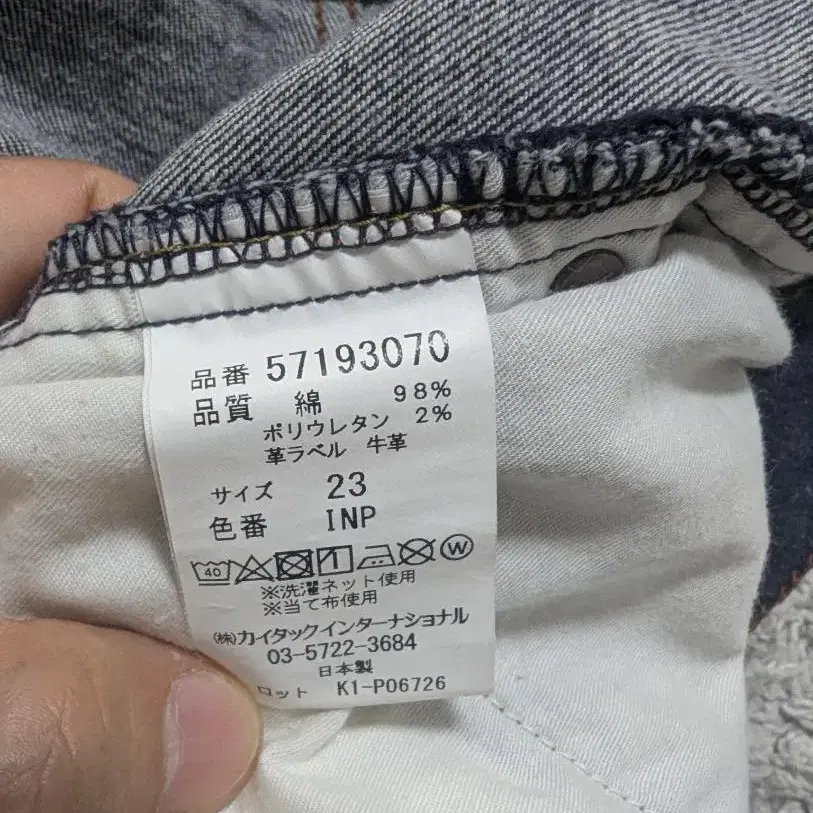 品番 57193070
品質 綿 98%
ポリウレタン 2%
革ラベル 牛革
サイズ 23
色番 INP
40 1 W
※洗濯ネット使用
※当て布使用
(株)カイタックインターナショナル
03-5722-3684
日本製
ロット K1-P06726